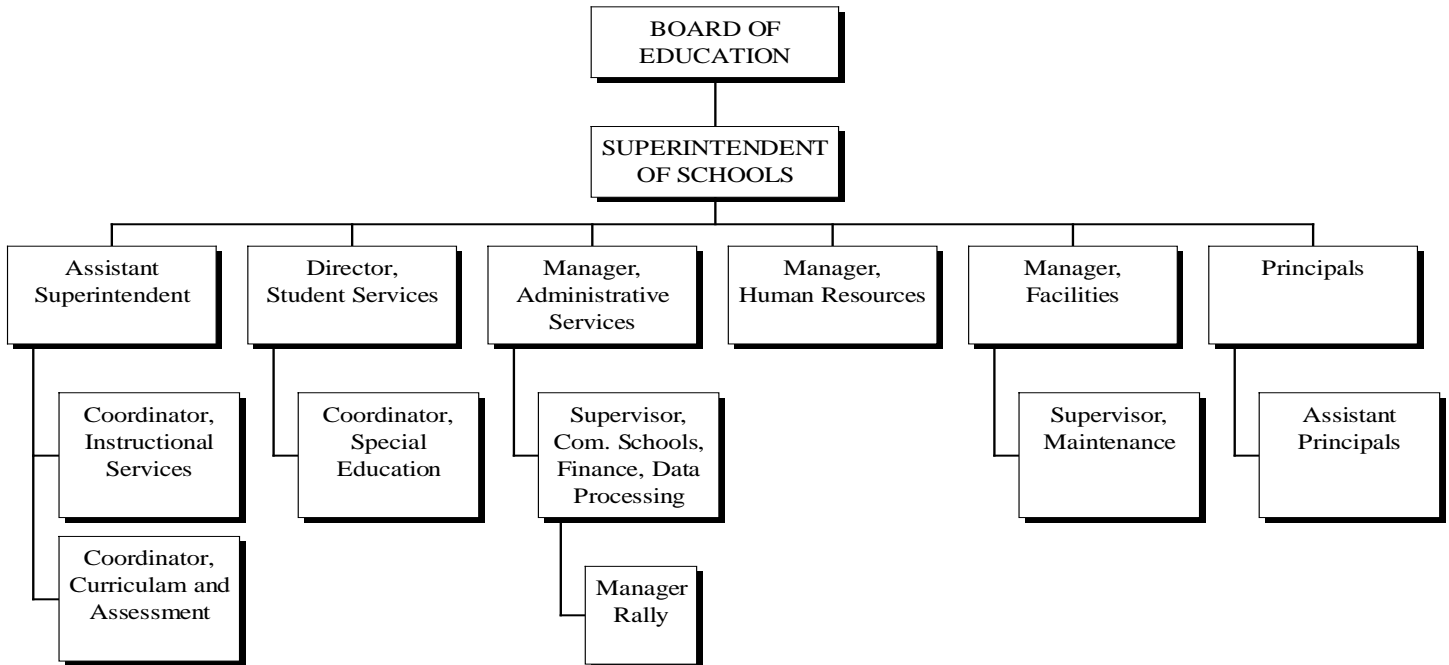 BOARD OF
EDUCATION
SUPERINTENDENT
OF SCHOOLS
Assistant
Superintendent
Director,
Student Services
Manager,
Administrative
Services
Manager,
Human Resources
Manager,
Facilities
Principals
Coordinator,
Instructional
Services
Coordinator,
Special
Education
Supervisor,
Com. Schools,
Finance, Data
Processing
Supervisor,
Maintenance
Assistant
Principals
Coordinator,
Curriculam and
Assessment
Manager
Rally